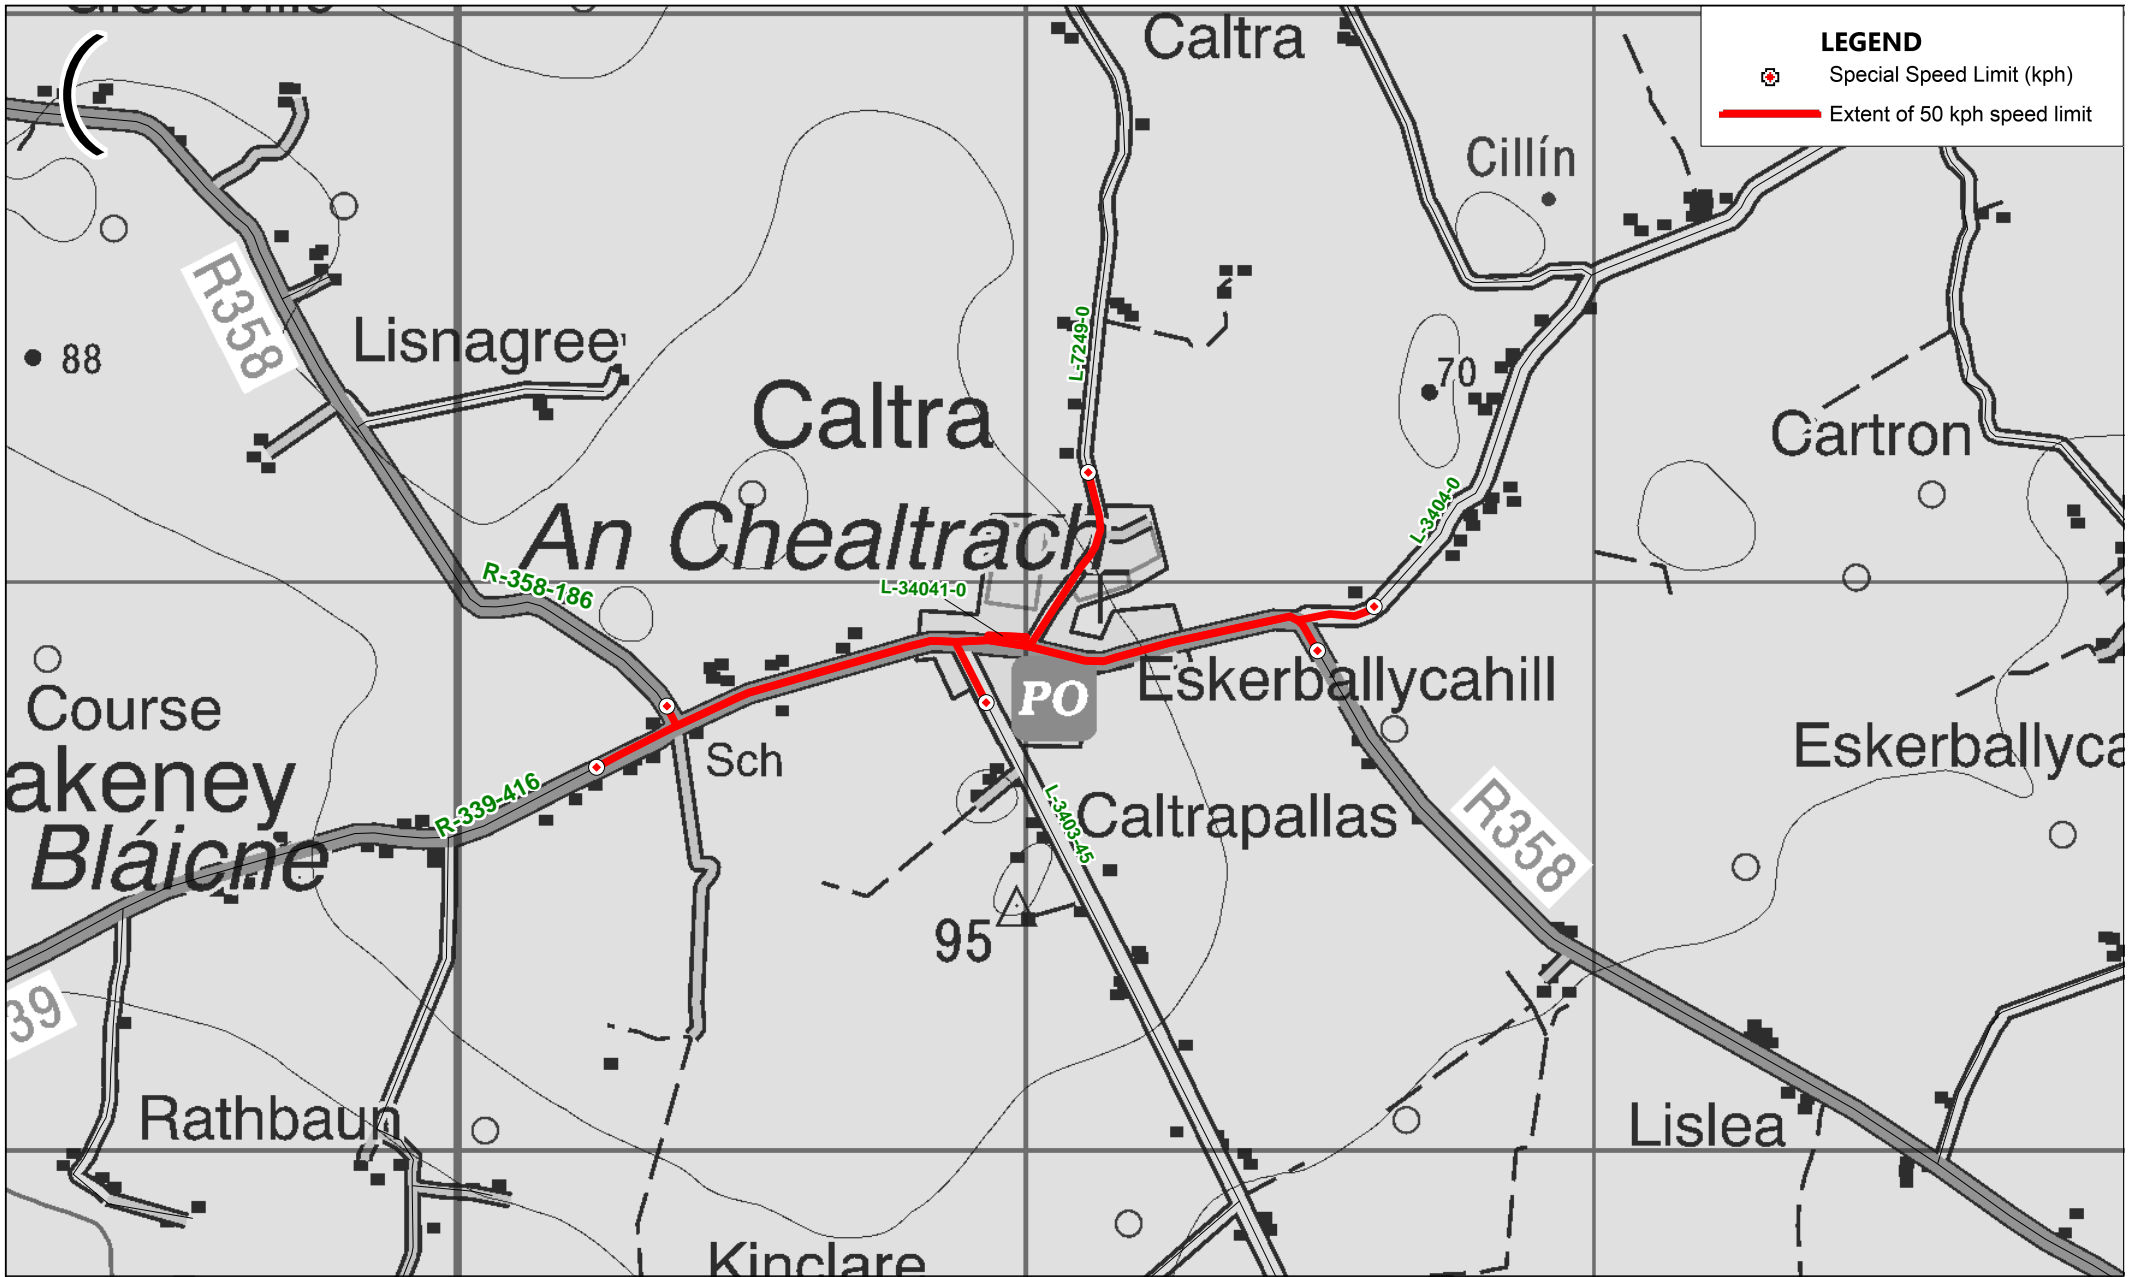 Caltra
LEGEND
Special Speed Limit (kph)
Extent of 50 kph speed limit
Cillín
R358
Lisnagree
88
L-7249-0
70
Caltra
Cartron
An Chealtrach
L-3404-0
R-358-186
L-34041-0
Course
PO
Eskerballycahill
Sch
Eskerballyca
akeney
R-339-416
L-3403-45
Caltrapallas
R358
95
39
Rathbaun
Lislea
Kinclare